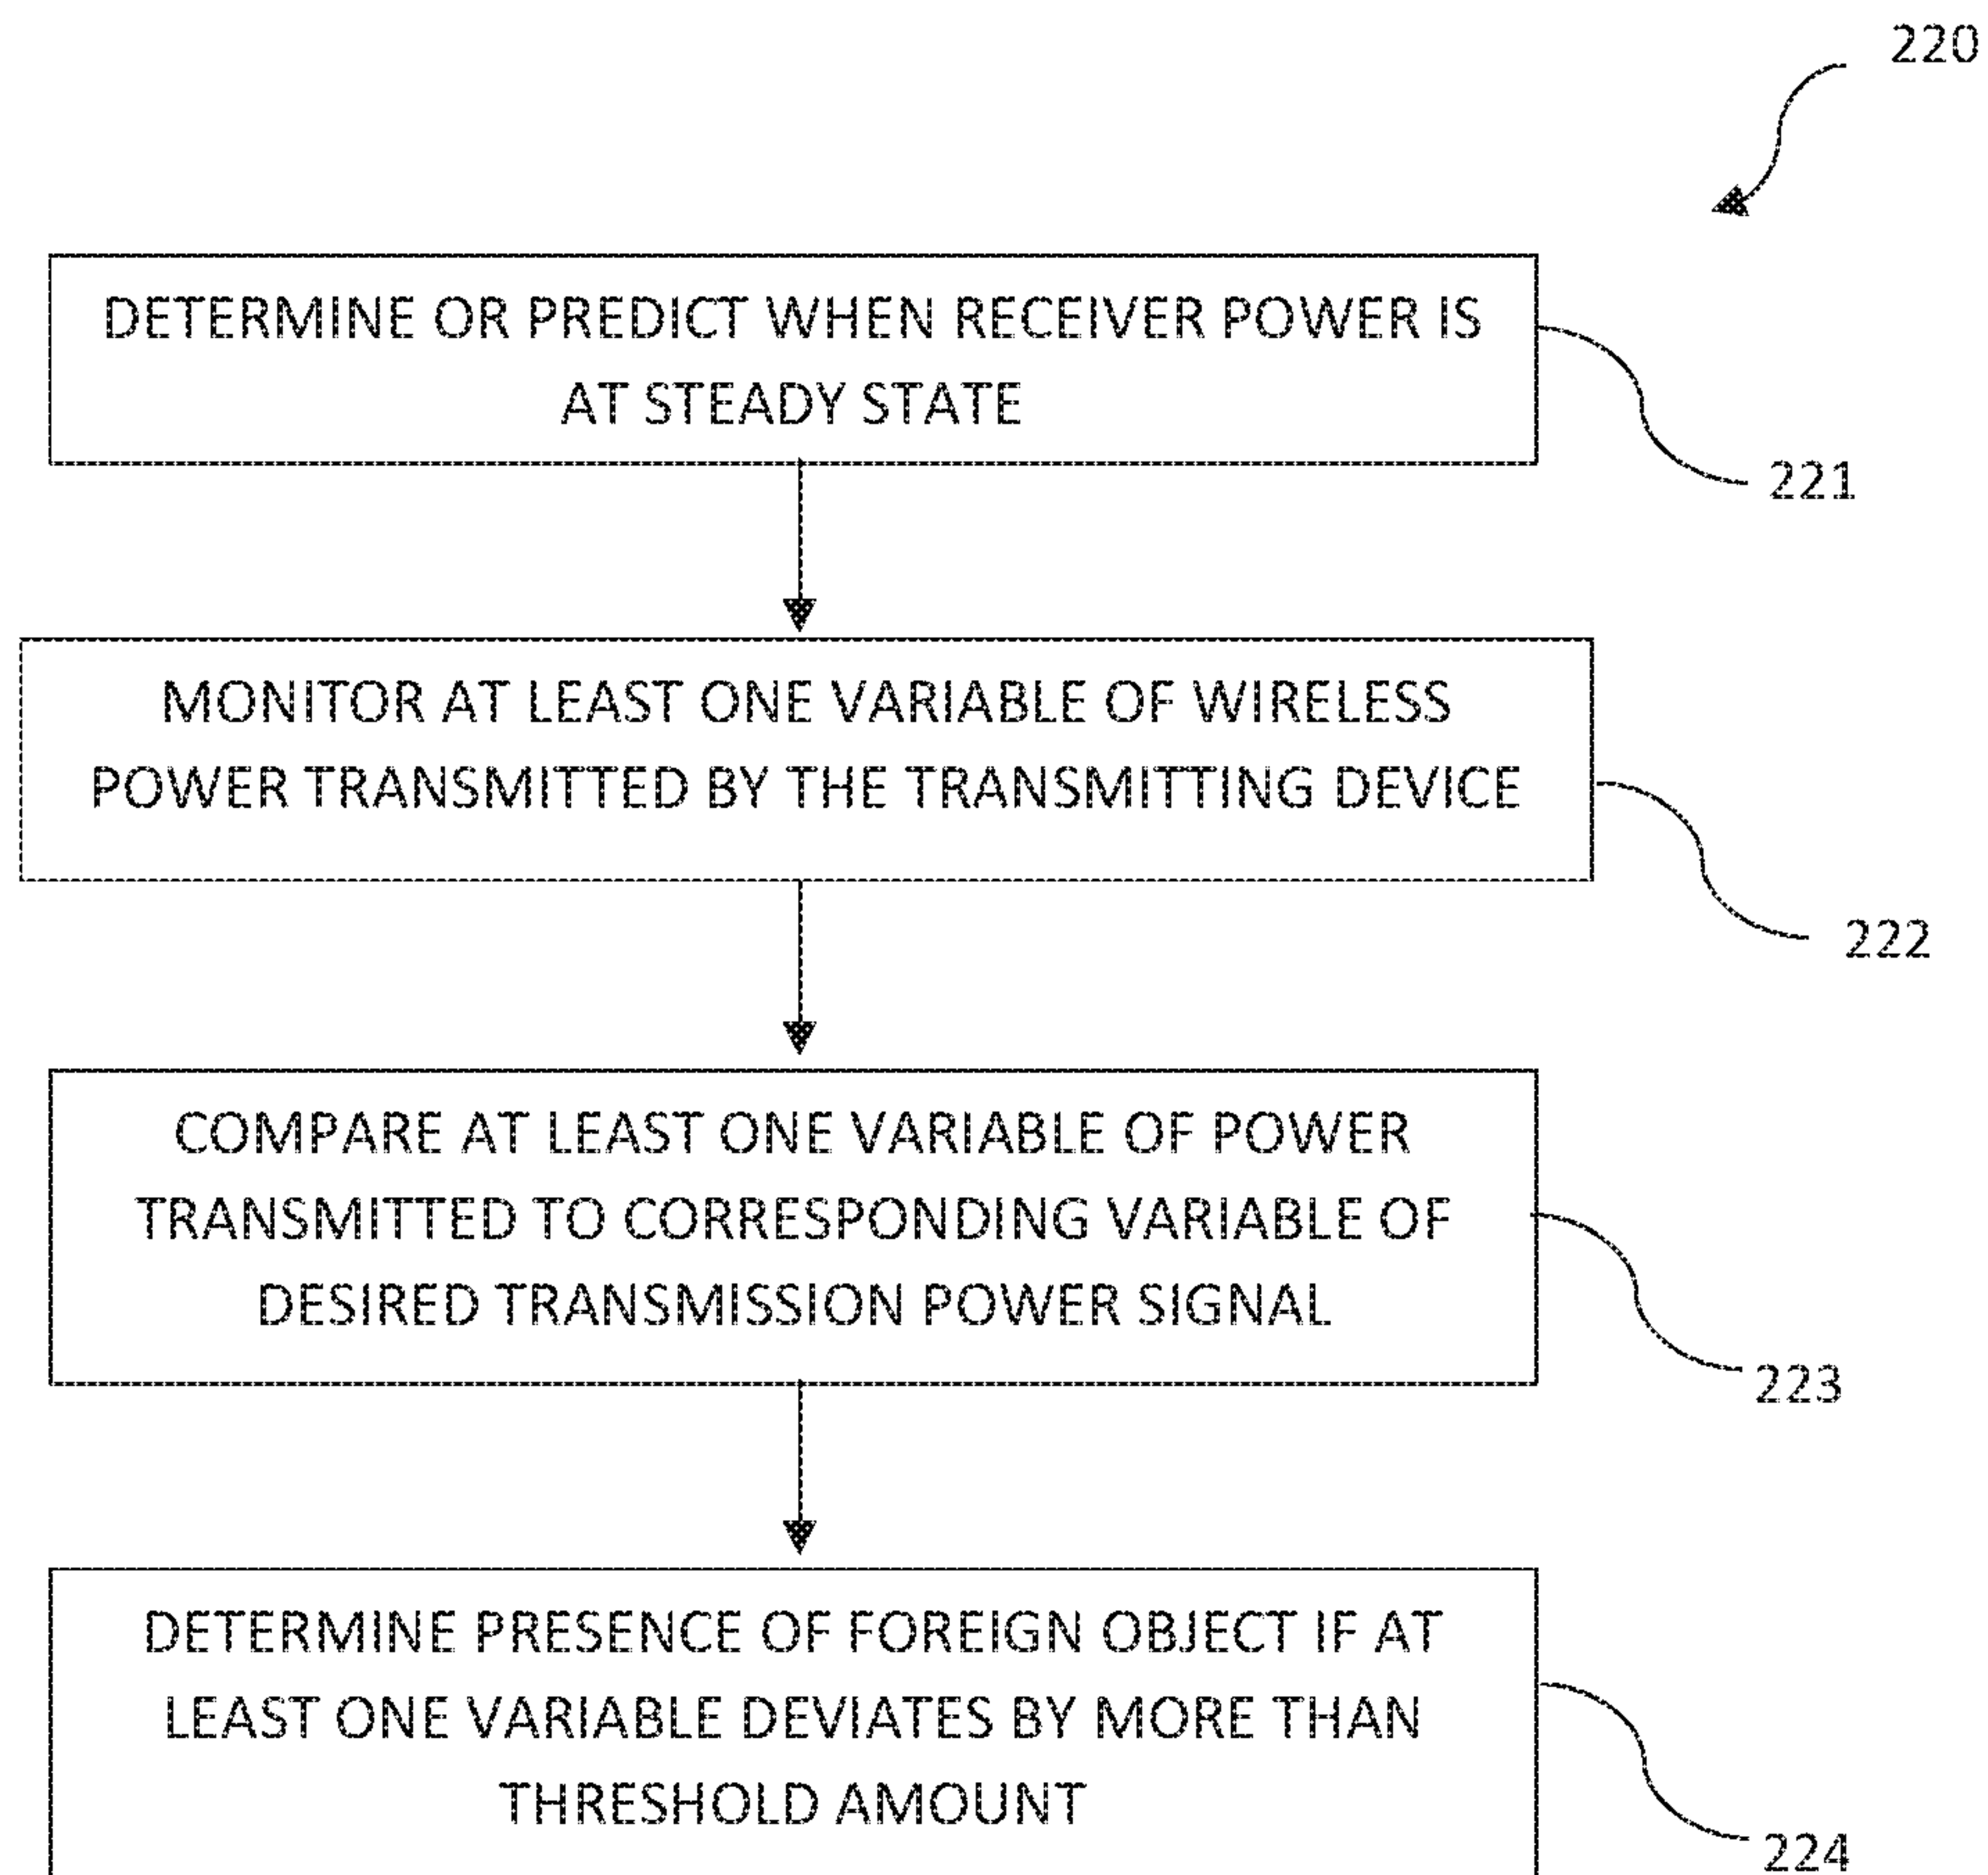 220
DETERMINE OR PREDICT WHEN RECEIVER POWER IS
AT STEADY STATE
221
MONITOR AT LEAST ONE VARIABLE OF WIRELESS
POWER TRANSMITTED BY THE TRANSMITTING DEVICE
222
COMPARE AT LEAST ONE VARIABLE OF POWER
TRANSMITTED TO CORRESPONDING VARIABLE OF
DESIRED TRANSMISSION POWER SIGNAL
223
DETERMINE PRESENCE OF FOREIGN OBJECT IF AT
LEAST ONE VARIABLE DEVIATES BY MORE THAN
THRESHOLD AMOUNT
224